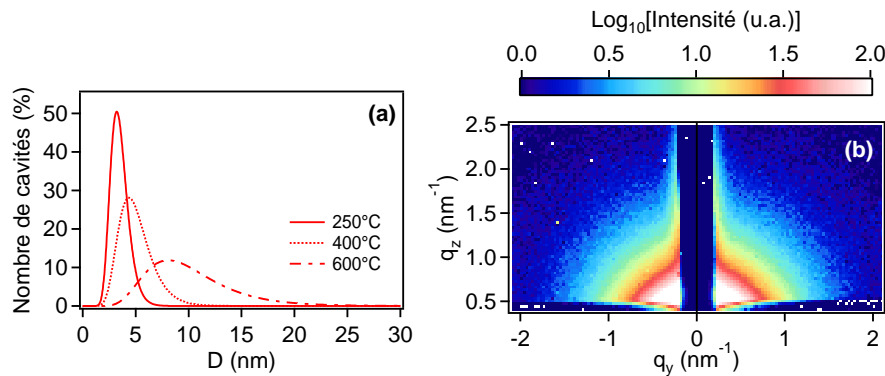 Log10[Intensité (u.a.)]
0.0 0.5 1.0 1.5 2.0
Nombre de cavités (%)
50
40
30
20
10
0
(a)
250°C
400°C
600°C
0 5 10 15 20 25 30
D (nm)
qz (nm-1)
2.5
2.0
1.5
1.0
0.5
(b)
-2 -1 0 1 2
qy (nm-1)